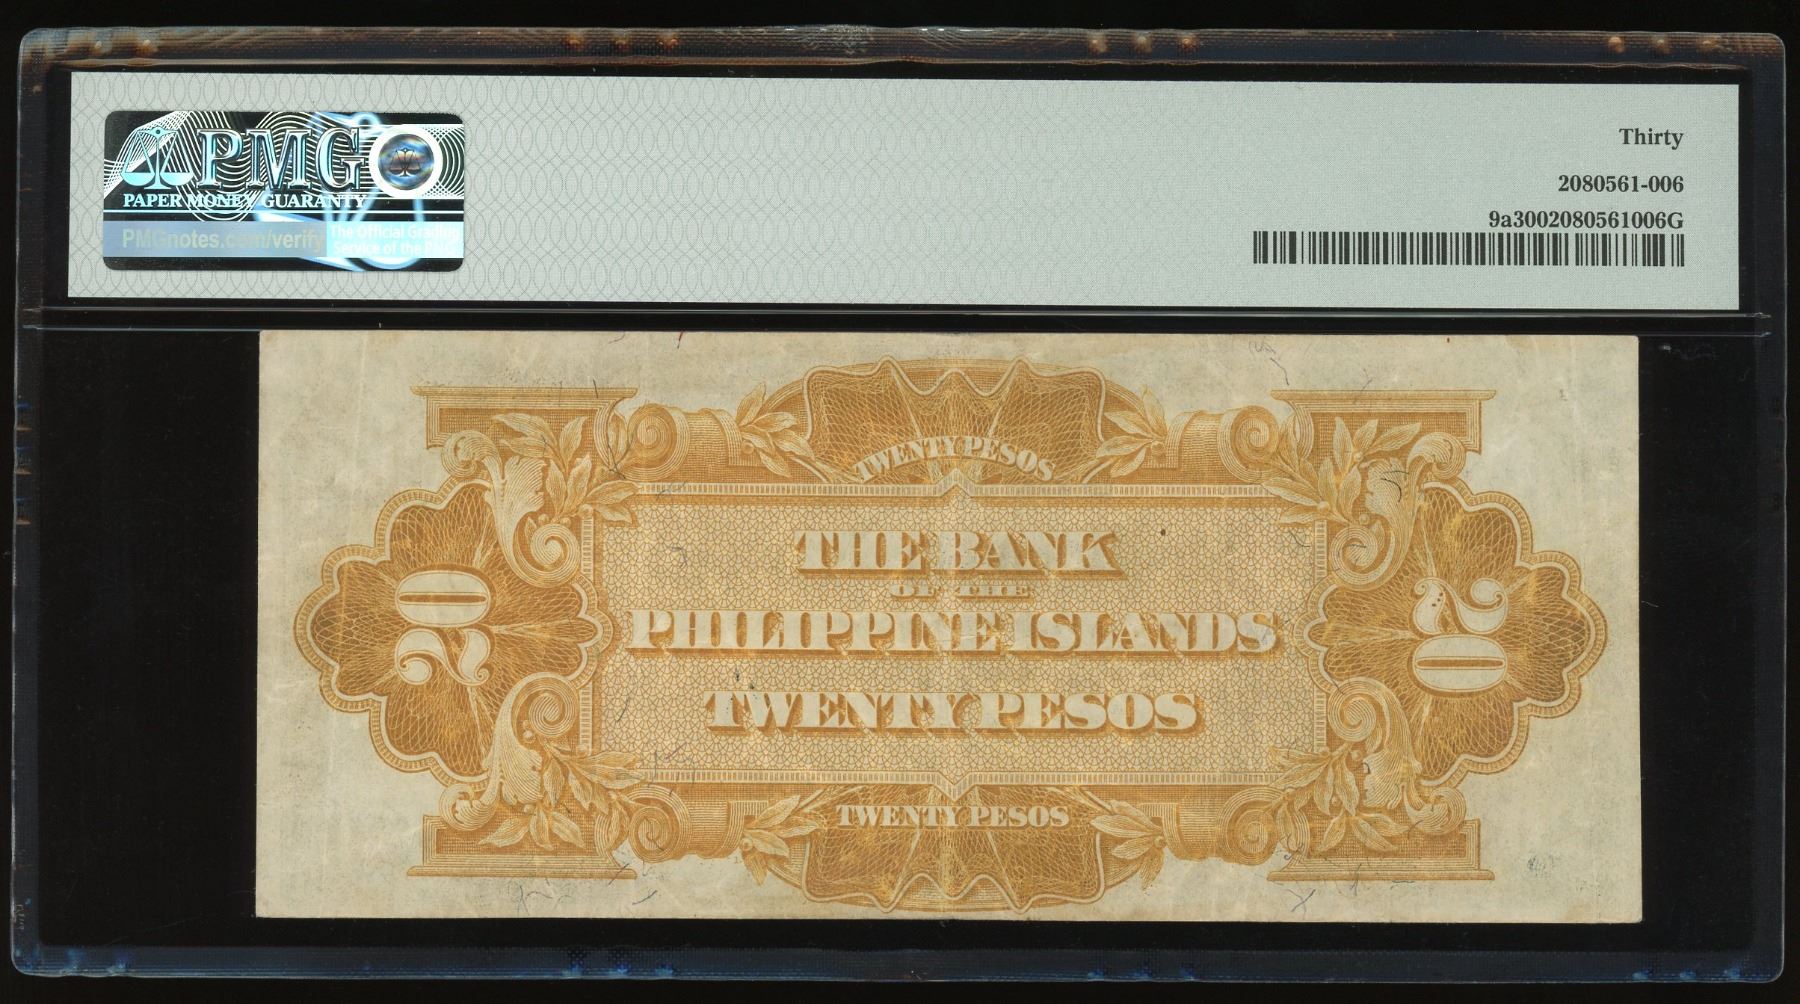 PMG
PAPER MONEY GUARANTY
PMGnotes.com/verify
The Official Grading
Service of the PNG
Thirty
2080561-006
9a3002080561006G
TWENTY PESOS
THE BANK
OF THE
PHILIPPINE ISLANDS
TWENTY PESOS
20
20
TWENTY PESOS